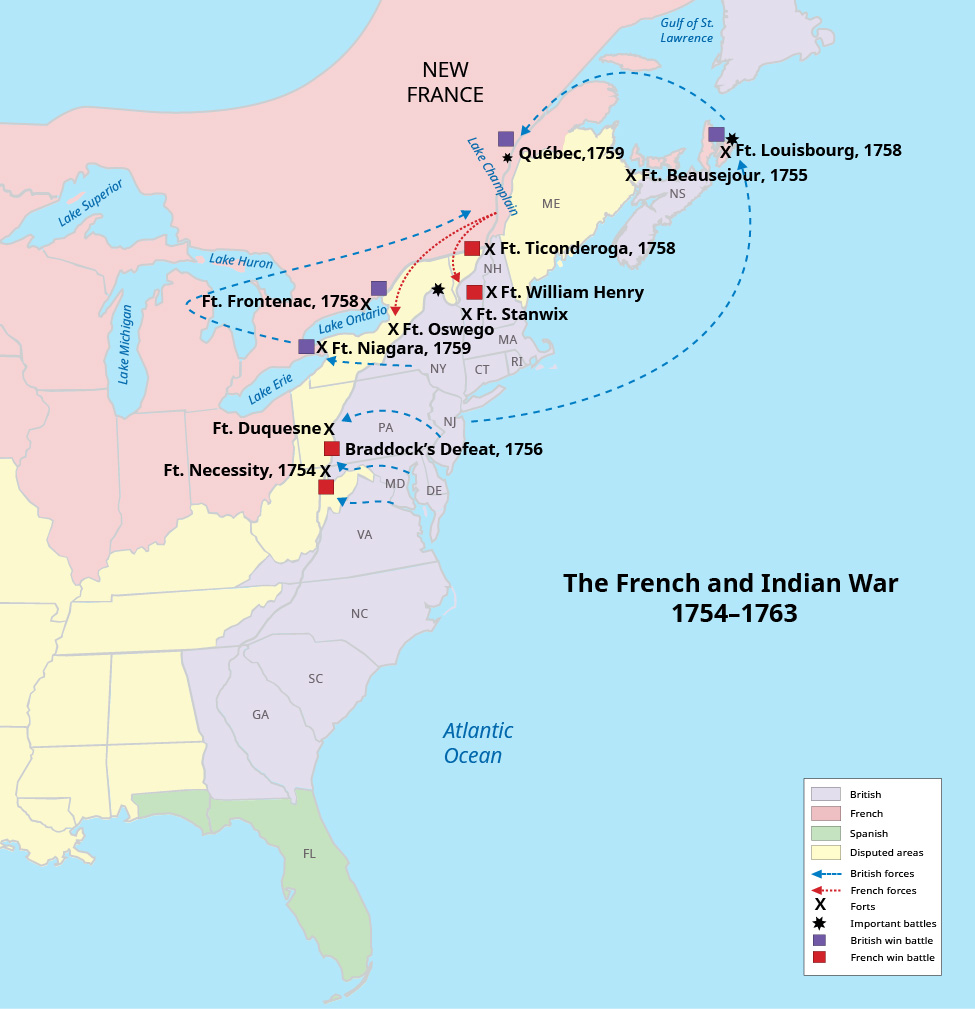 Gulf of St.
Lawrence
NEW
FRANCE
Lake Champlain
Québec,1759
X Ft. Louisbourg, 1758
X Ft. Beausejour, 1755
NS
ME
Lake Superior
Lake Huron
X Ft. Ticonderoga, 1758
NH
Ft. Frontenac, 1758 X
X Ft. William Henry
X Ft. Stanwix
Lake Ontario
X Ft. Oswego
Lake Michigan
X Ft. Niagara, 1759
MA
RI
CT
NY
Lake Erie
NJ
Ft. Duquesne X
PA
Braddock’s Defeat, 1756
Ft. Necessity, 1754 X
MD
DE
VA
The French and Indian War
1754–1763
NC
SC
GA
Atlantic
Ocean
FL
British
French
Spanish
Disputed areas
British forces
French forces
X Forts
Important battles
British win battle
French win battle